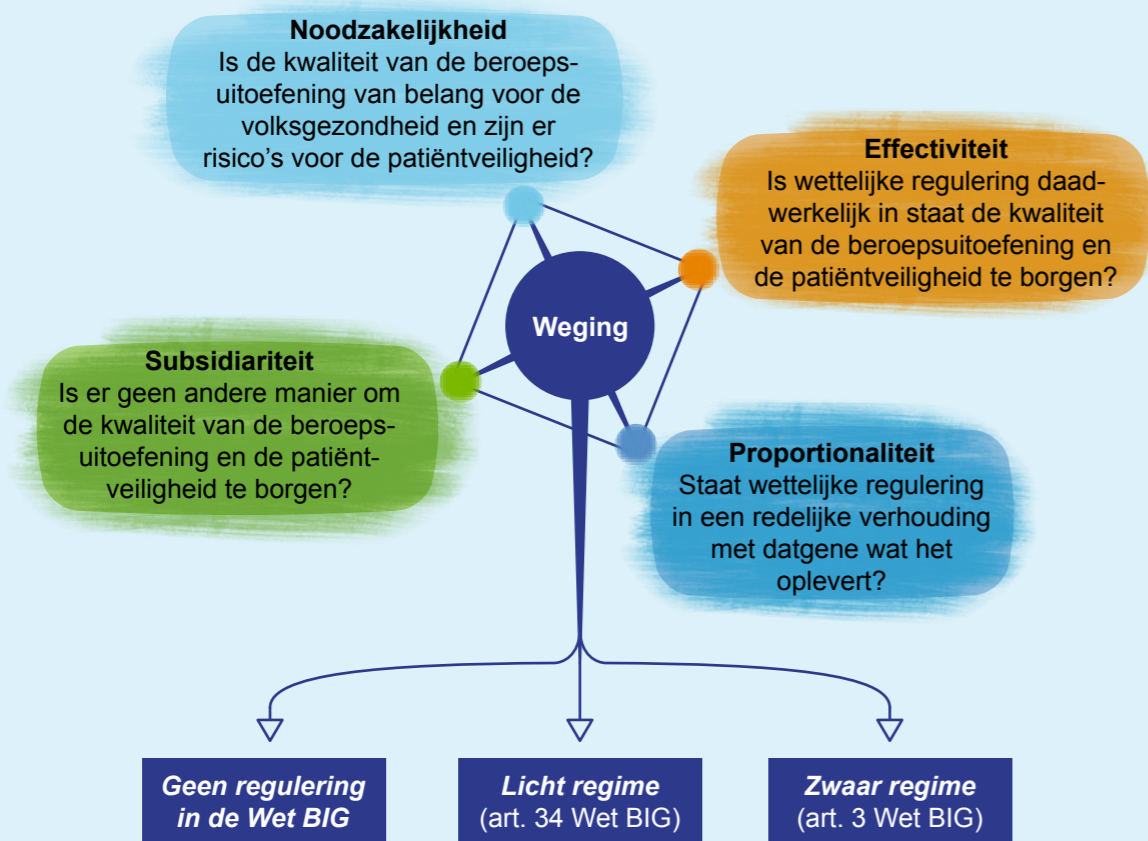 Noodzakelijkheid
Is de kwaliteit van de beroeps-
uitoefening van belang voor de
volksgezondheid en zijn er
risico's voor de patiëntveiligheid?
Effectiviteit
Is wettelijke regulering daad-
werkelijk in staat de kwaliteit
van de beroepsuitoefening en
de patiëntveiligheid te borgen?
Weging
Subsidiariteit
Is er geen andere manier om
de kwaliteit van de beroeps-
uitoefening en de patiënt-
veiligheid te borgen?
Proportionaliteit
Staat wettelijke regulering
in een redelijke verhouding
met datgene wat het
oplevert?
Geen regulering
in de Wet BIG
Licht regime
(art. 34 Wet BIG)
Zwaar regime
(art. 3 Wet BIG)